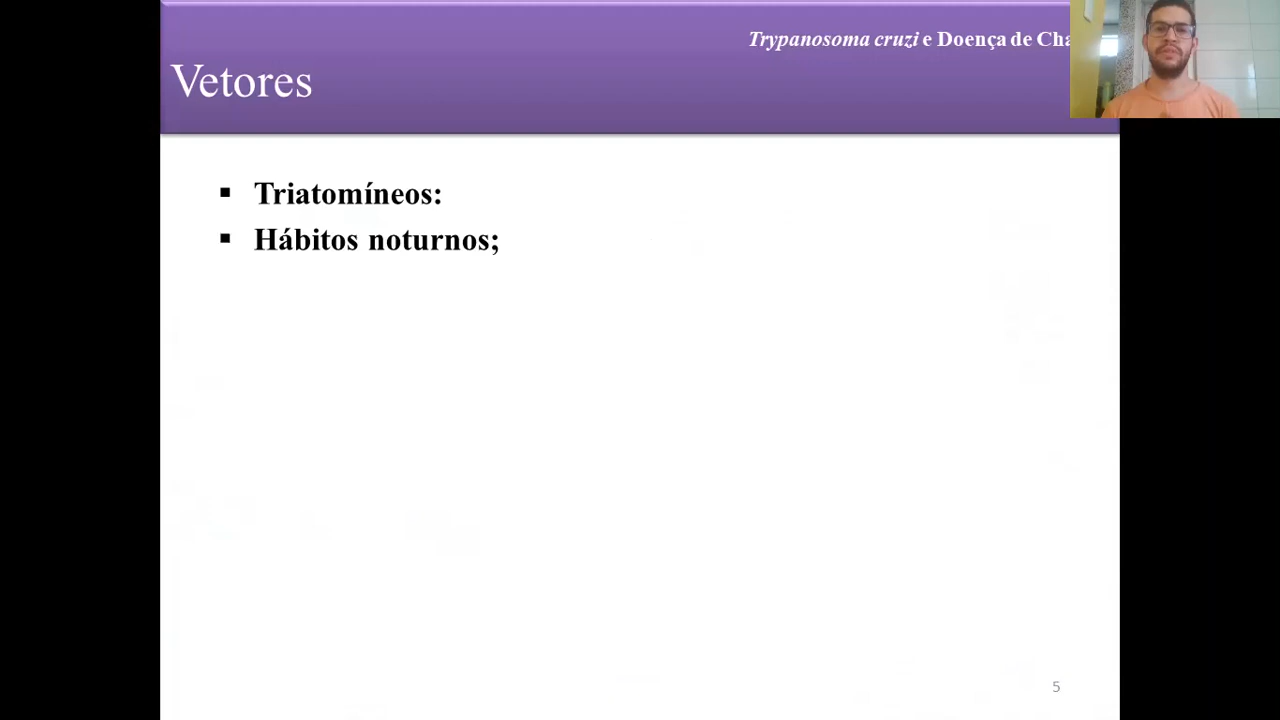 Trypanosoma cruzi e Doença de Cha
Vetores
Triatomíneos:
Hábitos noturnos;
5